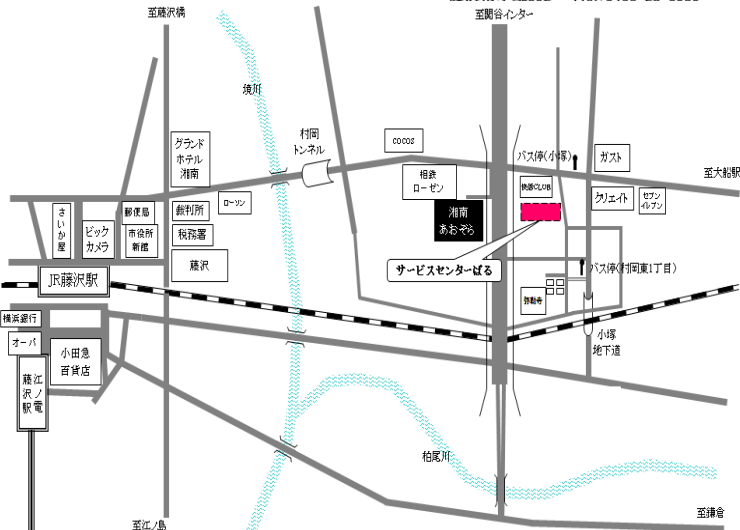 至藤沢橋
至関谷インター
境川
村岡
トンネル
cocos
グランド
ホテル
湘南
バス停(小塚)
ガスト
至大船駅
相鉄
ローゼン
快活CLUB
クリエイト
セブン
イレブン
さいか屋
ビック
カメラ
郵便局
市役所
新館
裁判所
ローソン
税務署
藤沢
湘南
あおぞら
サービスセンターぱる
バス停(村岡東1丁目)
JR藤沢駅
弥勒寺
小塚
地下道
横浜銀行
オーパ
小田急
百貨店
江ノ電
藤沢駅
柏尾川
至江ノ島
至鎌倉